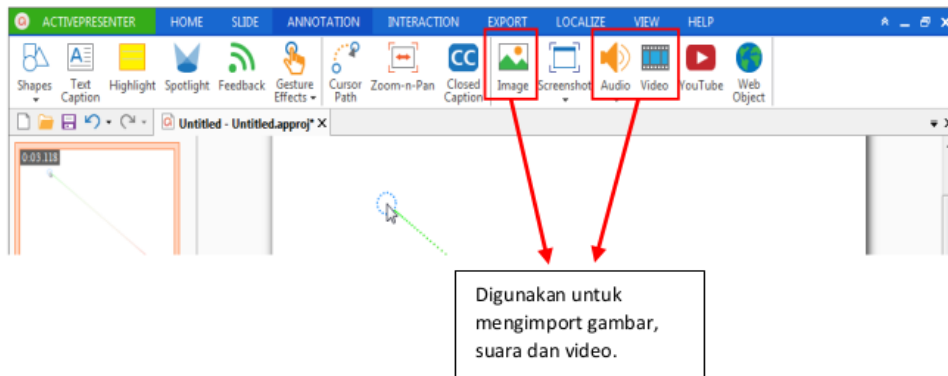 ACTIVEPRESENTER HOME SLIDE ANNOTATION INTERACTION EXPORT LOCALIZE VIEW HELP
Shapes Text Caption Highlight Spotlight Feedback Gesture Effects Cursor Path Zoom-n-Pan CC Closed Caption Image Screenshot Audio Video YouTube Web Object
Untitled - Untitled.approj* X
0:03.118
Digunakan untuk
mengimport gambar,
suara dan video.